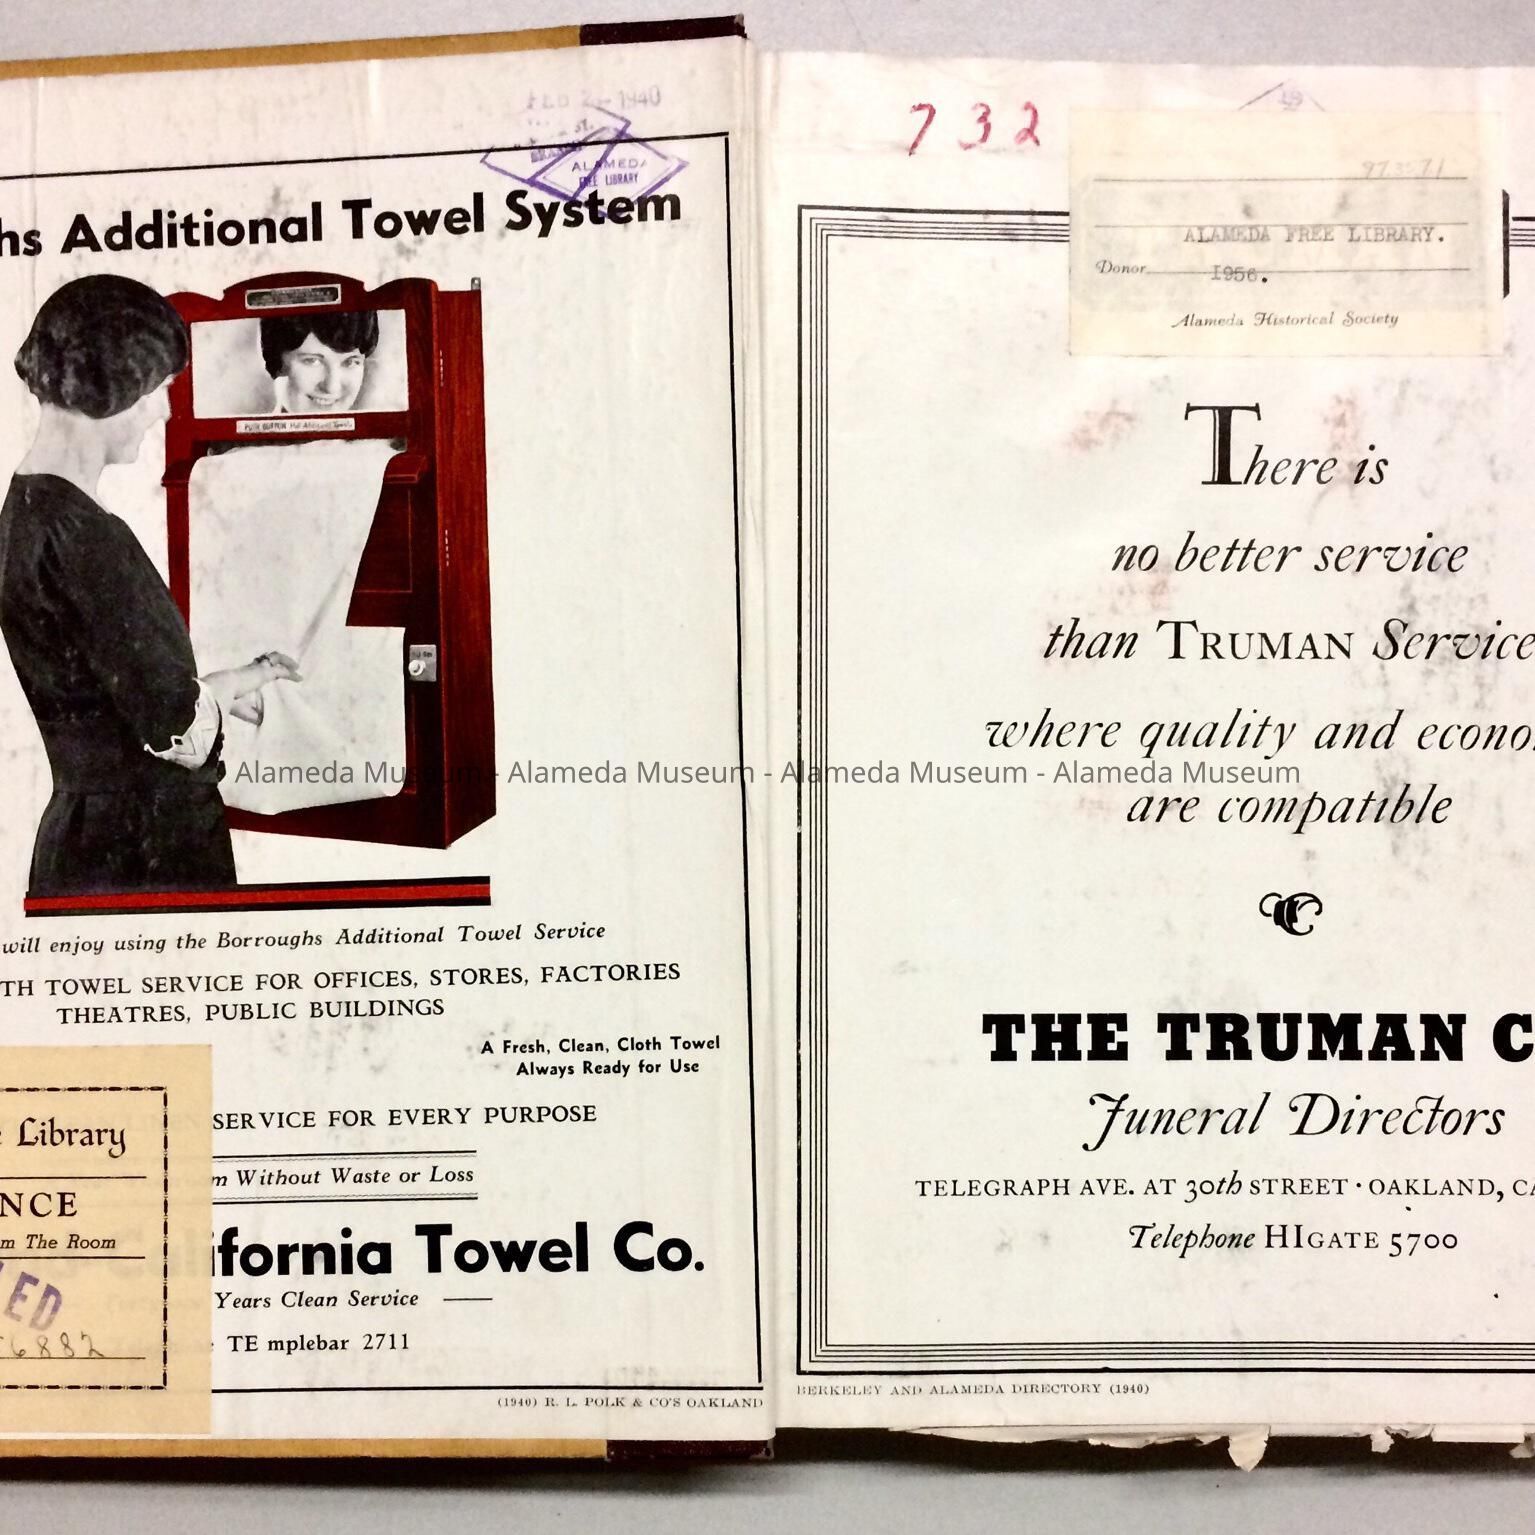 FEB 2 - 1940
ALAMEDA
FREE LIBRARY
hs Additional Towel System
PUSH BUTTON
will enjoy using the Borroughs Additional Towel Service
TH TOWEL SERVICE FOR OFFICES, STORES, FACTORIES
THEATRES, PUBLIC BUILDINGS
A Fresh, Clean, Cloth Towel
Always Ready for Use
SERVICE FOR EVERY PURPOSE
m Without Waste or Loss
ifornia Towel Co.
Years Clean Service
TE mplebar 2711
(1940) R. L. POLK & CO'S OAKLAND
e Library
NCE
m The Room
LED
6882
732
ALAMEDA FREE LIBRARY.
Donor 1956.
Alameda Historical Society
There is
no better service
than TRUMAN Service
where quality and econo
are compatible
THE TRUMAN C
Funeral Directors
TELEGRAPH AVE. AT 30th STREET · OAKLAND, CA
Telephone HIGATE 5700
BERKELEY AND ALAMEDA DIRECTORY (1940)
Alameda Museum - Alameda Museum - Alameda Museum - Alameda Museum